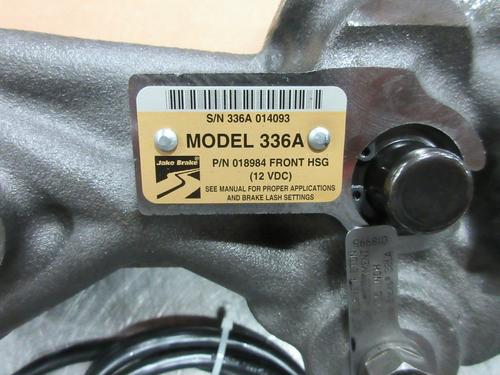 S/N 336A 014093
MODEL 336A
Jake Brake
P/N 018984 FRONT HSG
(12 VDC)
SEE MANUAL FOR PROPER APPLICATIONS
AND BRAKE LASH SETTINGS